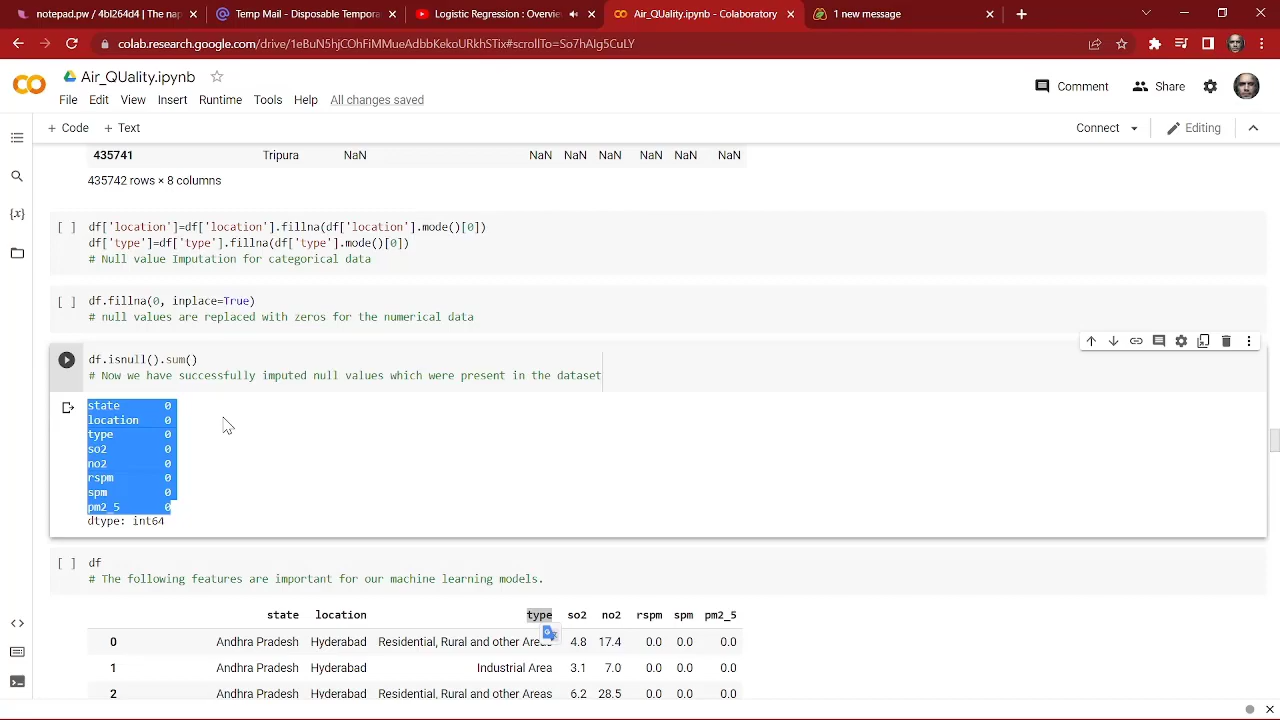 notepad.pw / 4bl264d4 | The nap
Temp Mail - Disposable Tempora
Logistic Regression : Overvie
Air_QUality.ipynb - Colaboratory
1 new message
colab.research.google.com/drive/1eBuN5hjCOhFiMMueAdbbKekoURkhSTix#scrollTo=So7hAlg5CuLY
Air_QUality.ipynb
Comment
Share
File Edit View Insert Runtime Tools Help All changes saved
+ Code + Text
Connect
Editing
435741 Tripura NaN NaN NaN NaN NaN NaN NaN
435742 rows × 8 columns
[ ] df['location']=df['location'].fillna(df['location'].mode()[0])
df['type']=df['type'].fillna(df['type'].mode()[0])
# Null value Imputation for categorical data
[ ] df.fillna(0, inplace=True)
# null values are replaced with zeros for the numerical data
df.isnull().sum()
# Now we have successfully imputed null values which were present in the dataset
state 0
location 0
type 0
so2 0
no2 0
rspm 0
spm 0
pm2_5 0
dtype: int64
[ ] df
# The following features are important for our machine learning models.
state location type so2 no2 rspm spm pm2_5
0 Andhra Pradesh Hyderabad Residential, Rural and other Areas 4.8 17.4 0.0 0.0 0.0
1 Andhra Pradesh Hyderabad Industrial Area 3.1 7.0 0.0 0.0 0.0
2 Andhra Pradesh Hyderabad Residential, Rural and other Areas 6.2 28.5 0.0 0.0 0.0